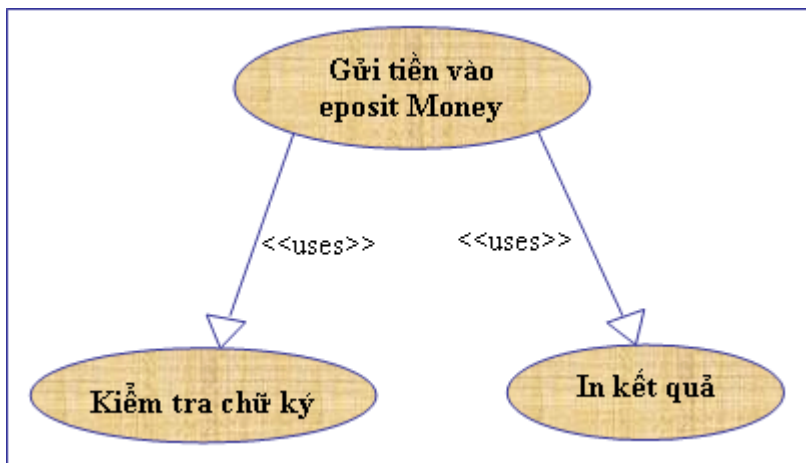 Gửi tiền vào
eposit Money
<<uses>>
<<uses>>
Kiểm tra chữ ký
In kết quả